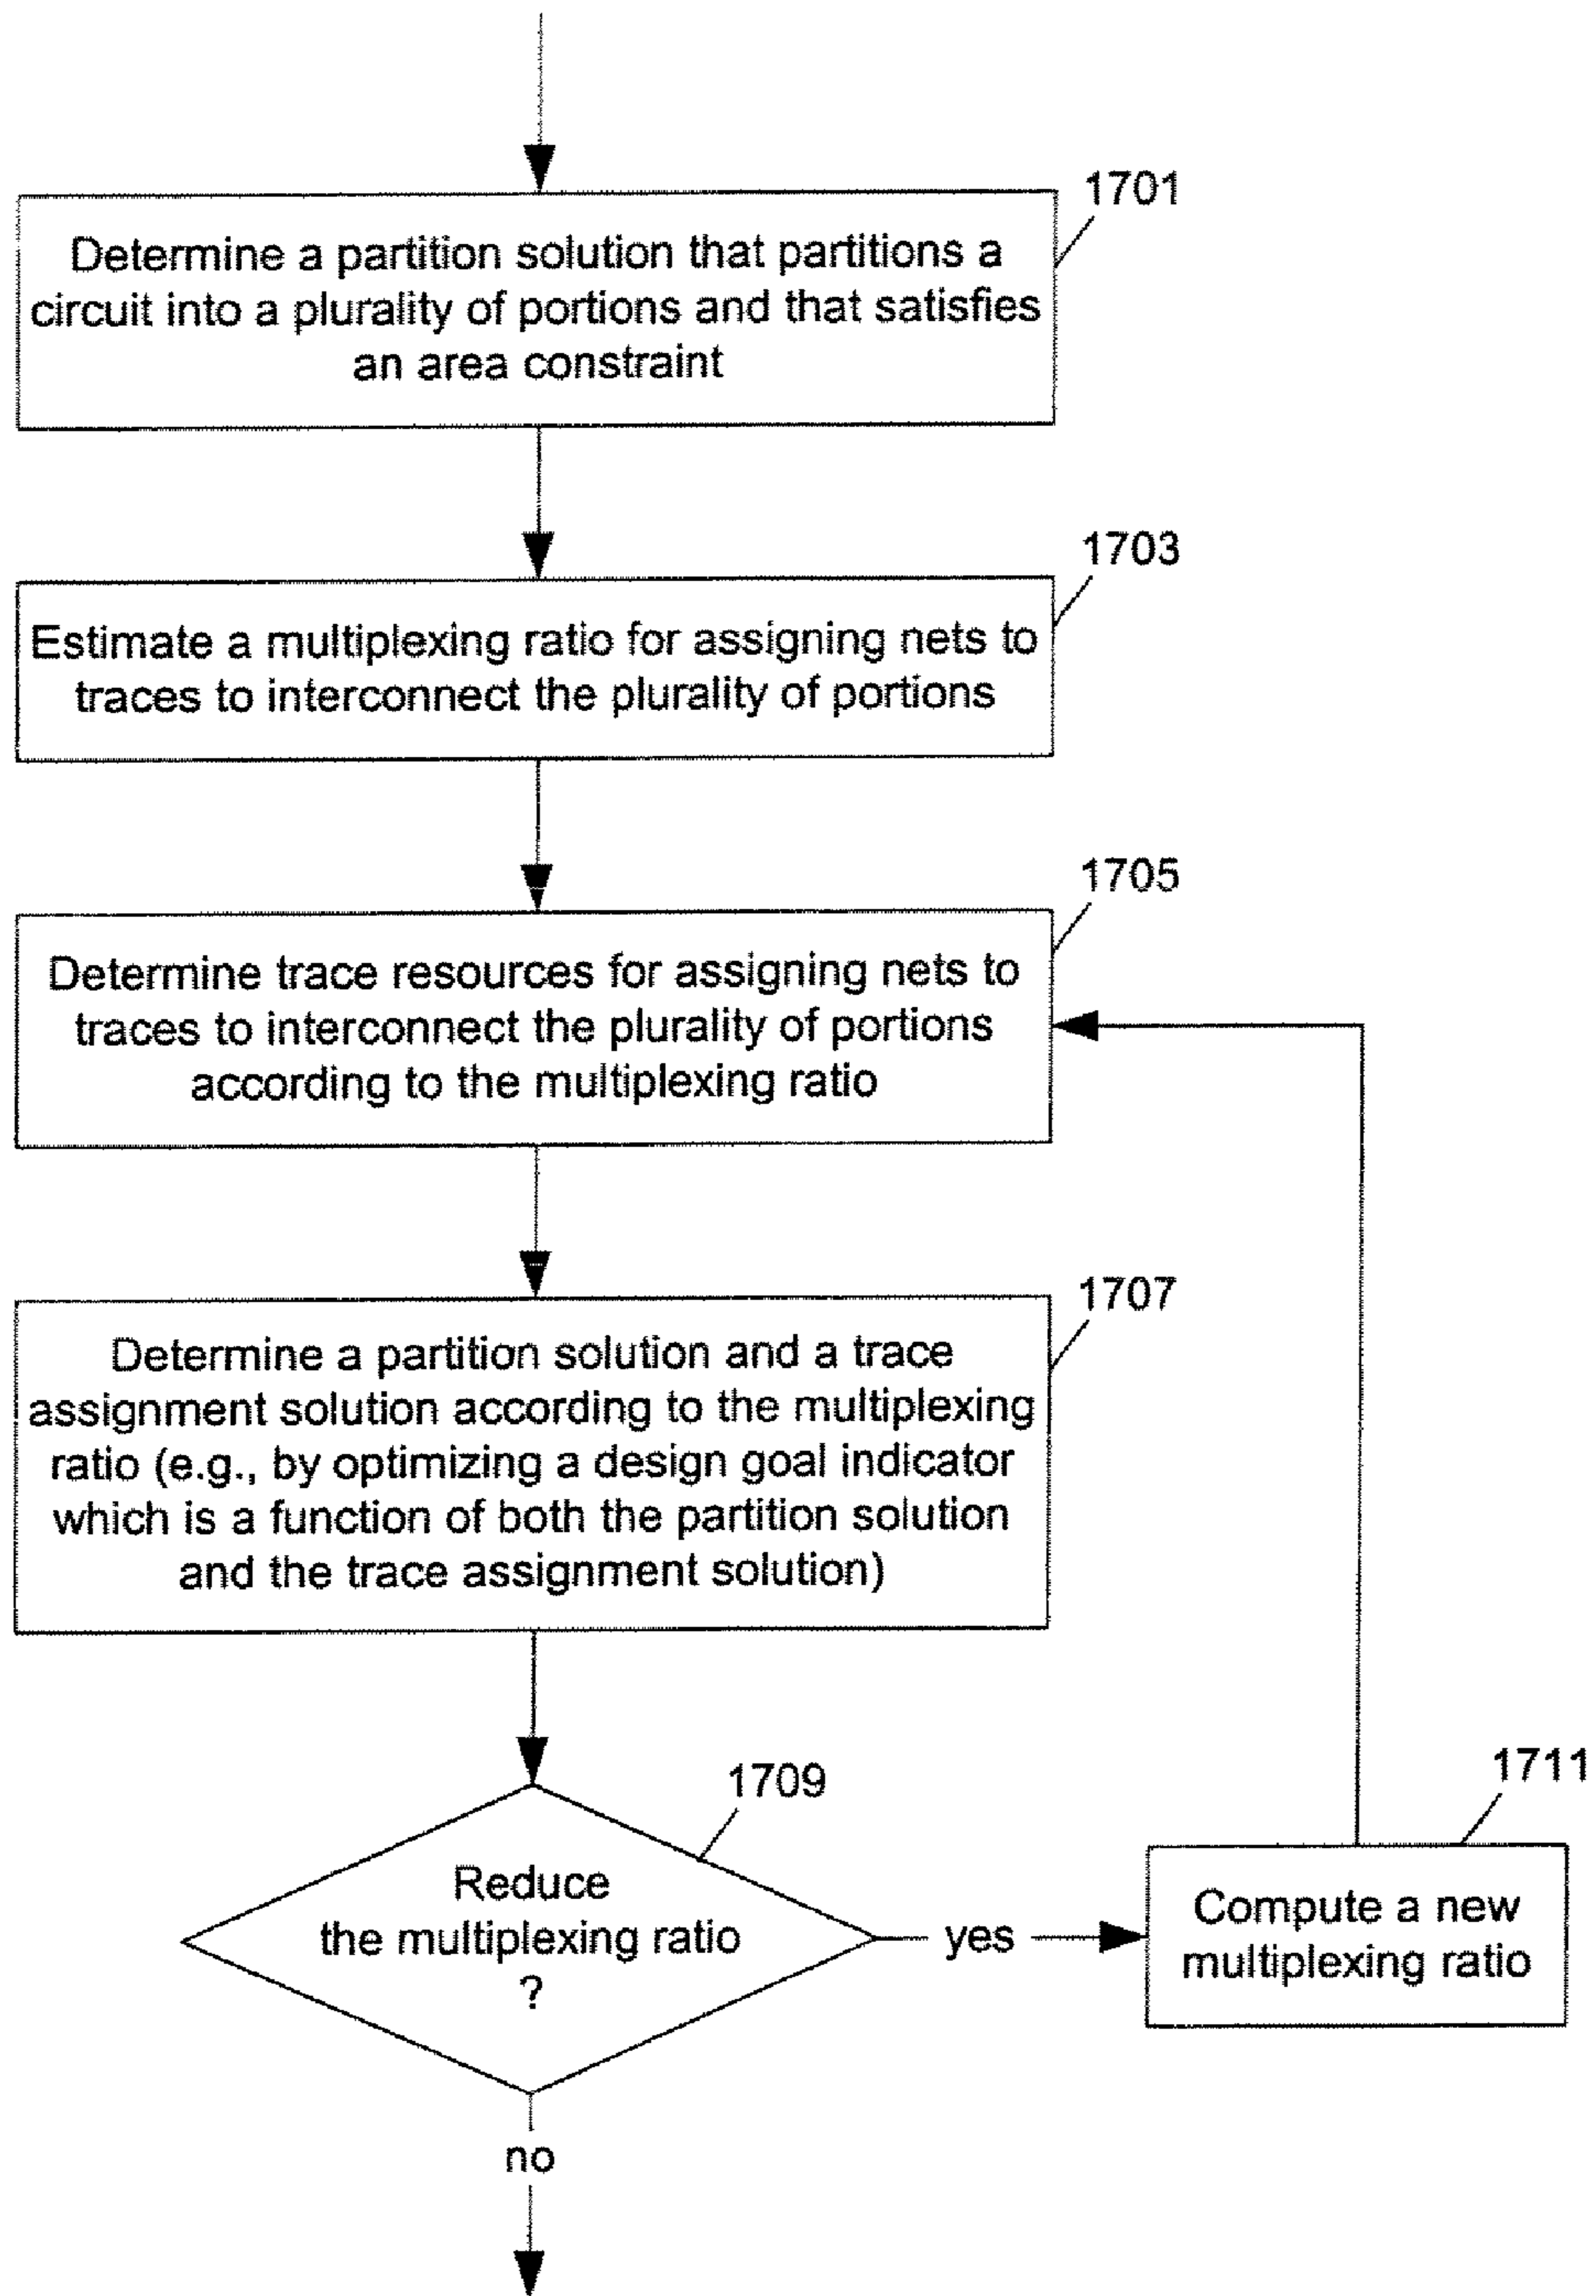 1701
Determine a partition solution that partitions a
circuit into a plurality of portions and that satisfies
an area constraint
1703
Estimate a multiplexing ratio for assigning nets to
traces to interconnect the plurality of portions
1705
Determine trace resources for assigning nets to
traces to interconnect the plurality of portions
according to the multiplexing ratio
1707
Determine a partition solution and a trace
assignment solution according to the multiplexing
ratio (e.g., by optimizing a design goal indicator
which is a function of both the partition solution
and the trace assignment solution)
1709
Reduce
the multiplexing ratio
?
yes
1711
Compute a new
multiplexing ratio
no